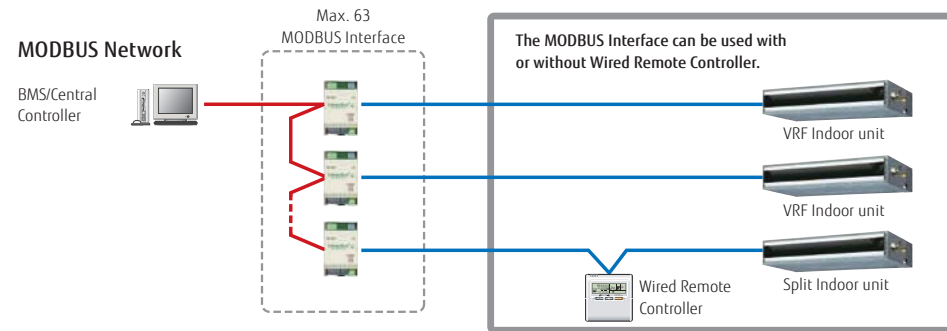 Max. 63
MODBUS Interface
MODBUS Network
BMS/Central
Controller
The MODBUS Interface can be used with
or without Wired Remote Controller.
VRF Indoor unit
VRF Indoor unit
Split Indoor unit
Wired Remote
Controller